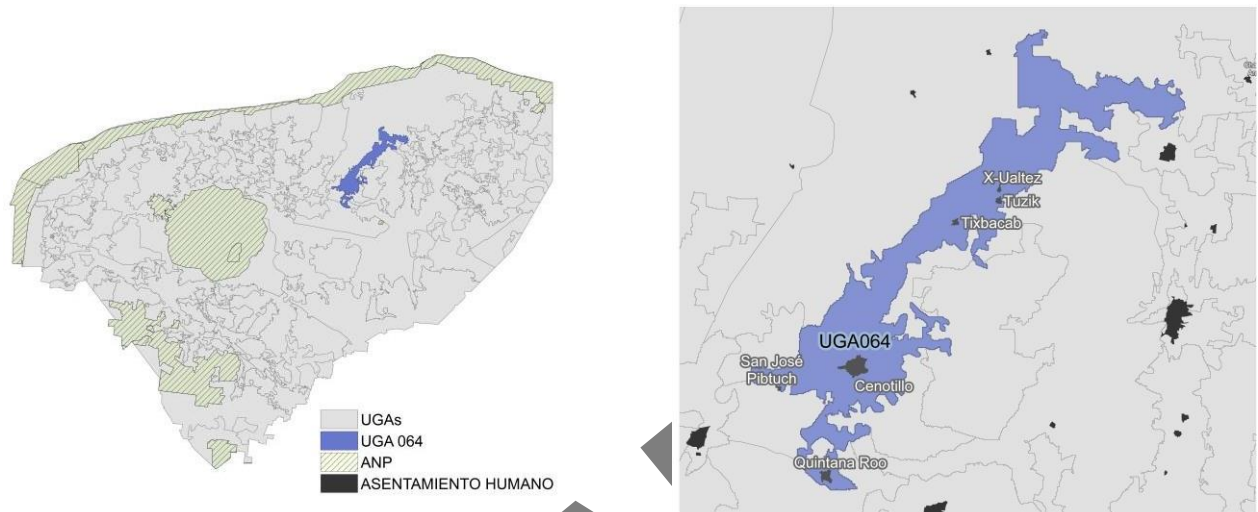 UGAs
UGA 064
ANP
ASENTAMIENTO HUMANO
X-Ualtez
Tuzik
Tixbacab
UGA064
San José
Pibtuch
Cenotillo
Quintana Roo